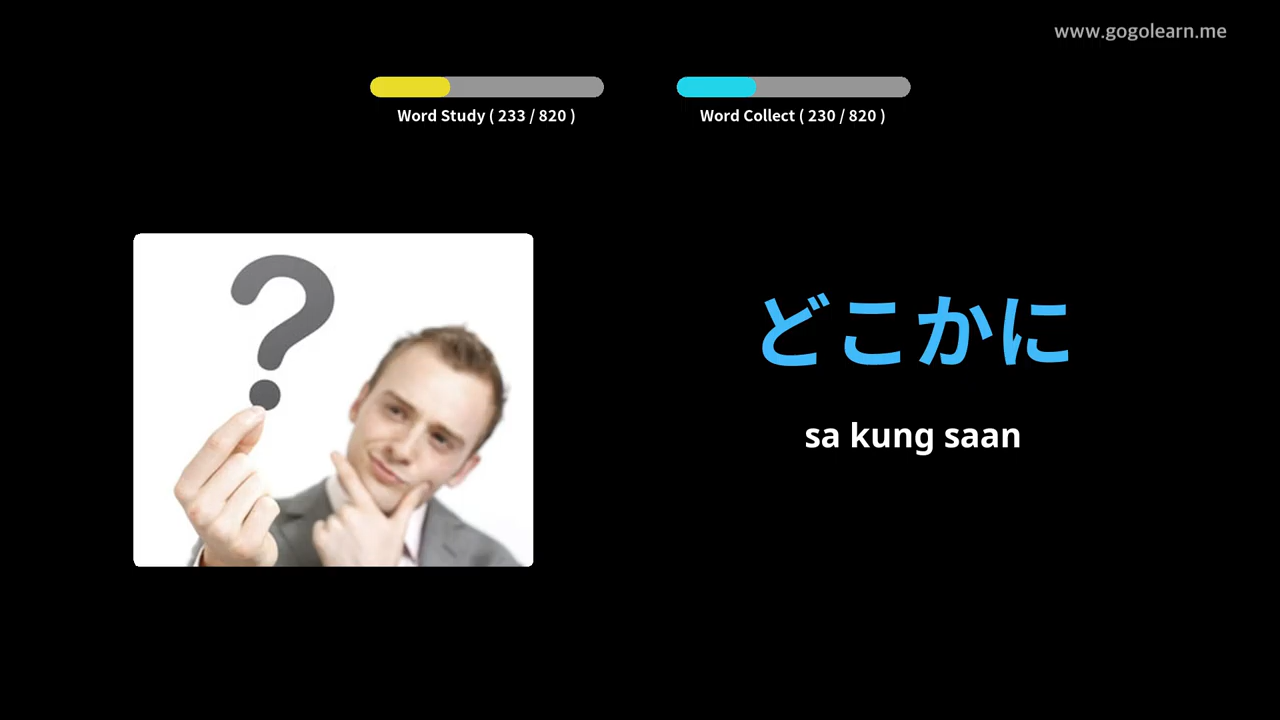 www.gogolearn.me
Word Study ( 233 / 820 )
Word Collect ( 230 / 820 )
どこかに
sa kung saan